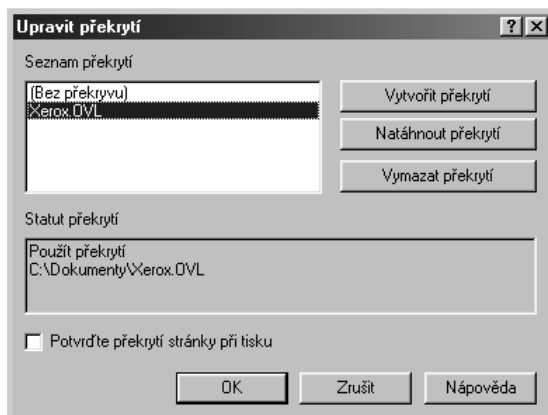 Upravit překrytí
Seznam překrytí
(Bez překryvu)
Xerox.OVL
Vytvořit překrytí
Natáhnout překrytí
Vymazat překrytí
Statut překrytí
Použít překrytí
C:\Dokumenty\Xerox.OVL
Potvrďte překrytí stránky při tisku
OK
Zrušit
Nápověda